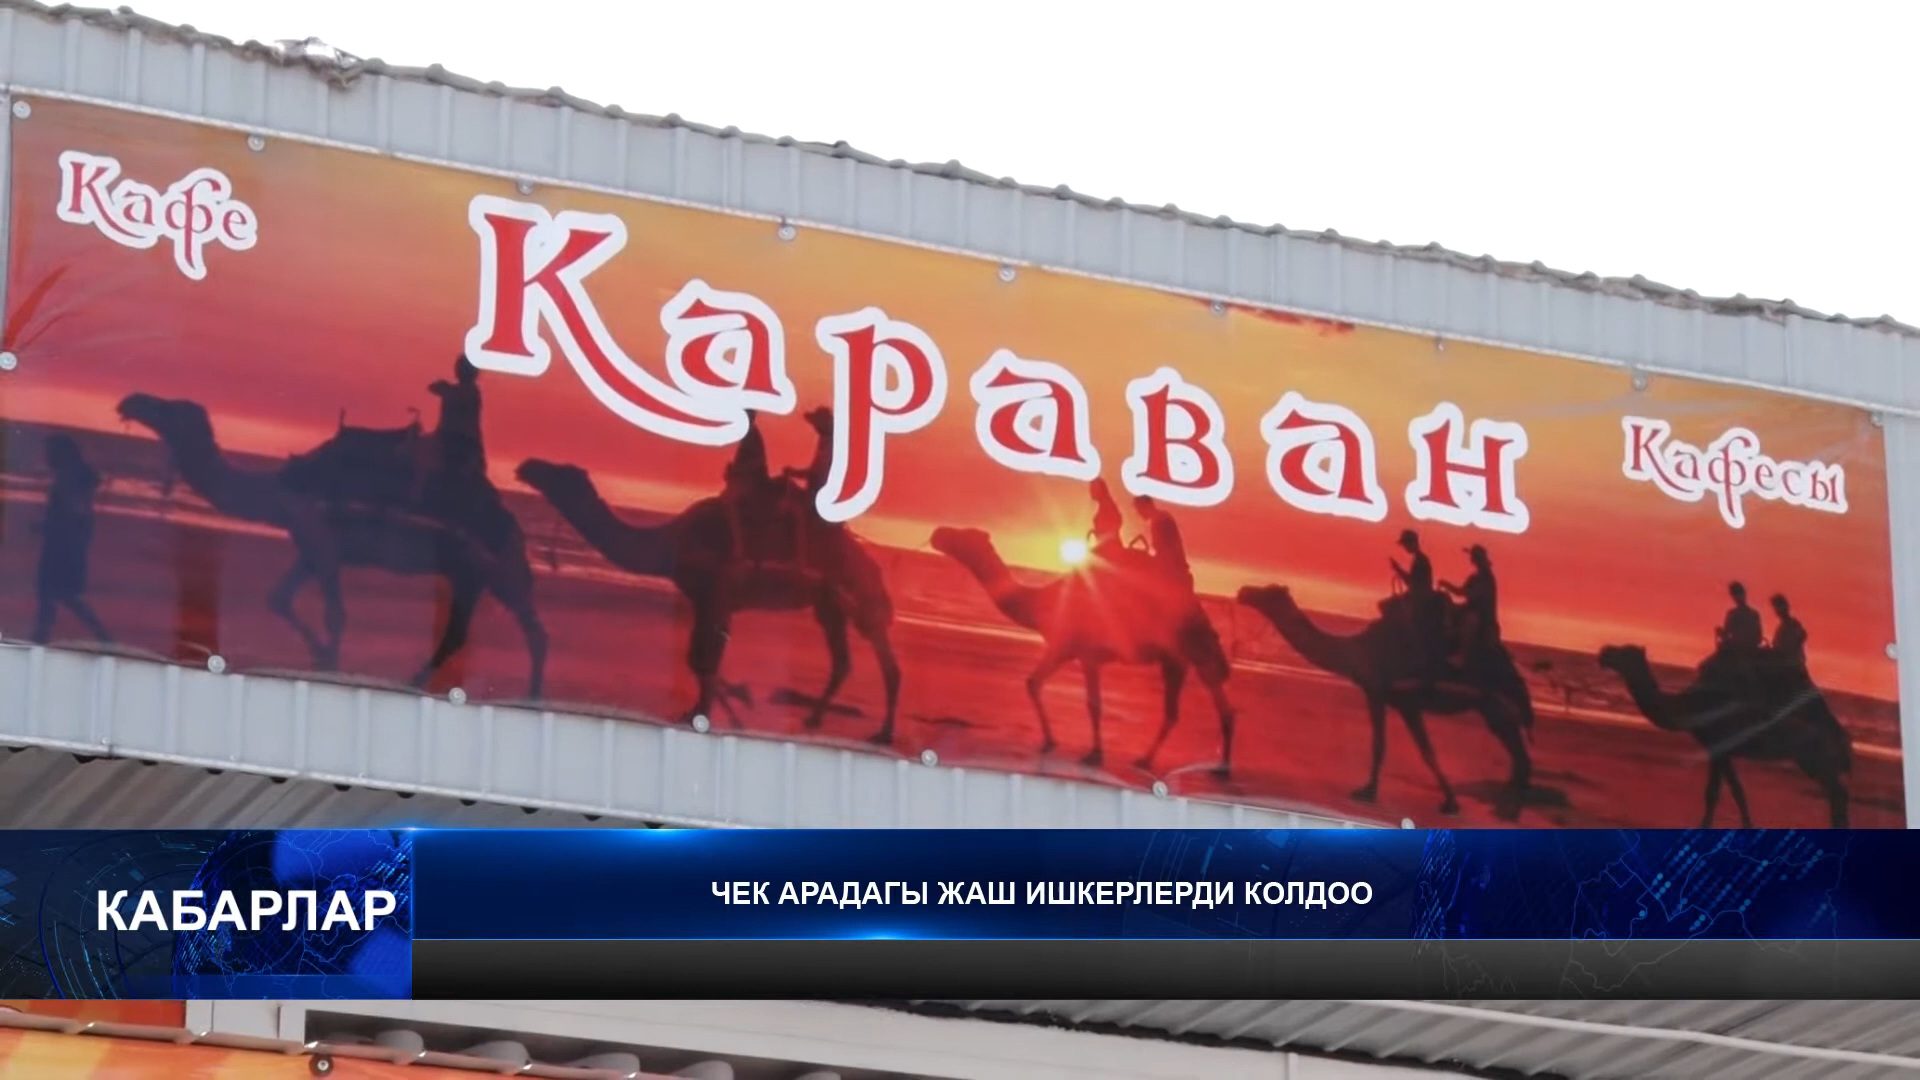 Кафе
Караван
Кафесы
КАБАРЛАР
ЧЕК АРАДАГЫ ЖАШ ИШКЕРЛЕРДИ КОЛДОО